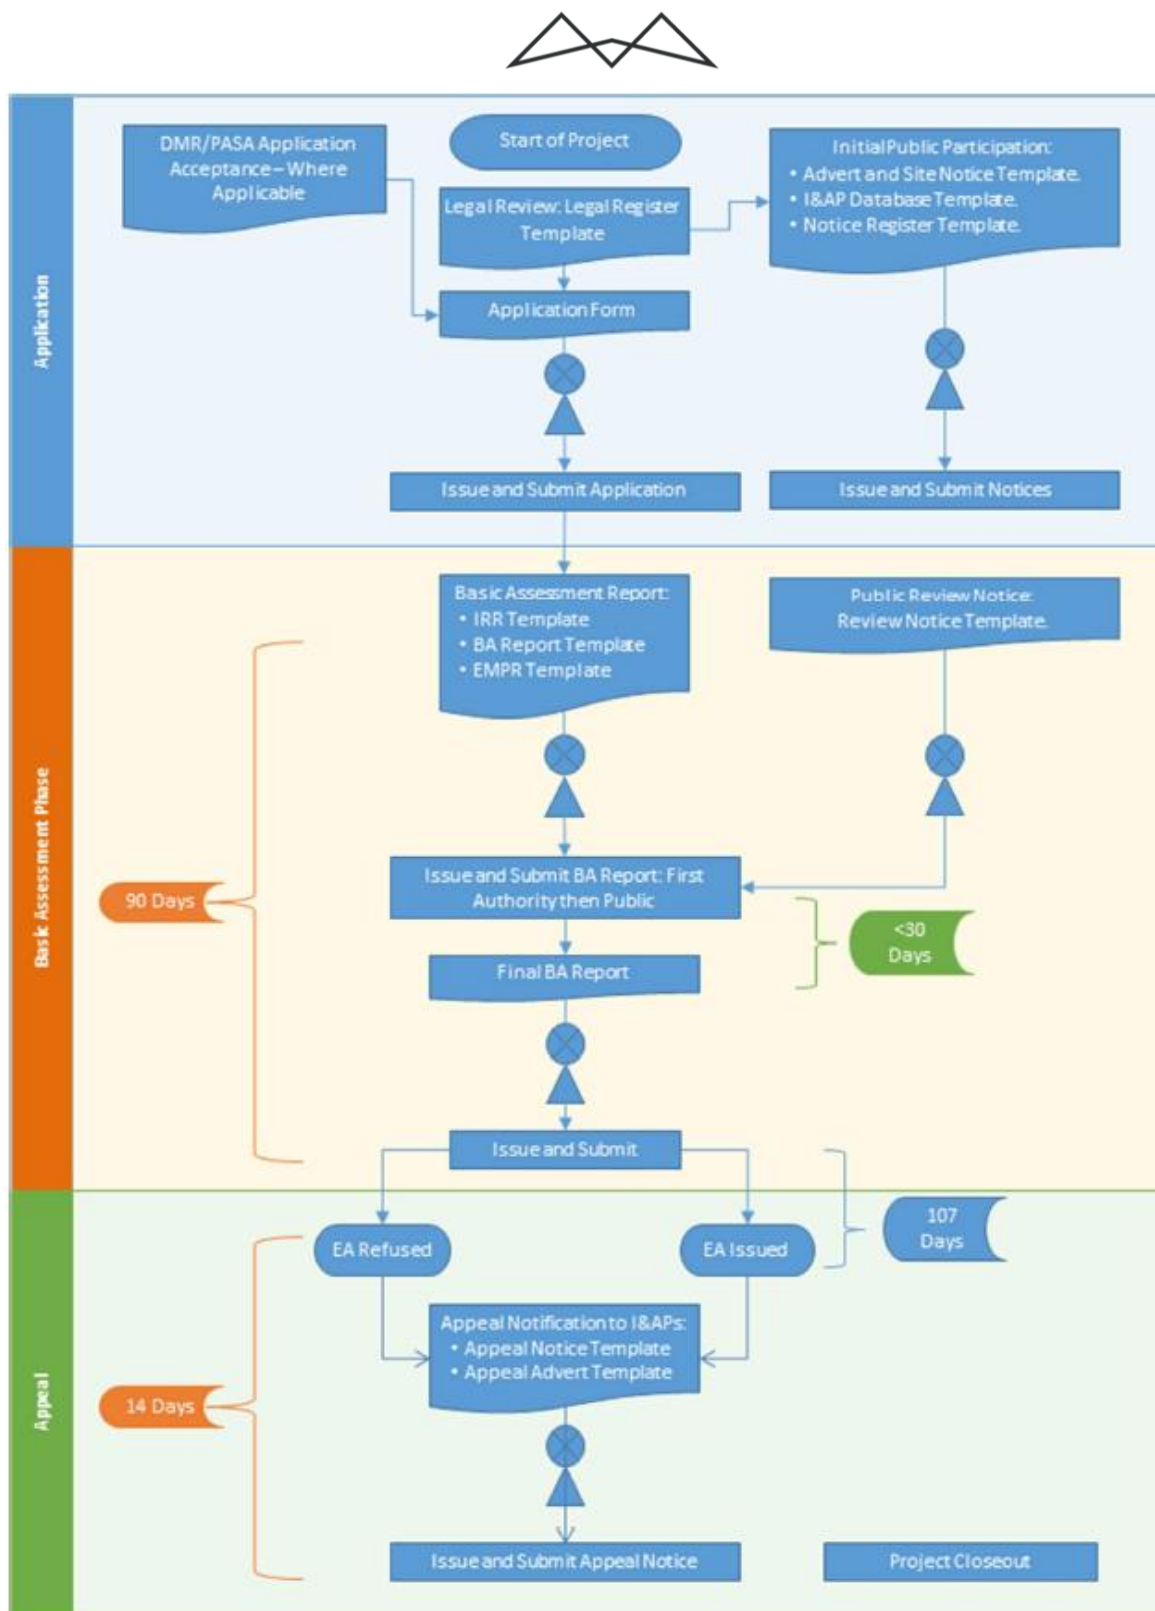 Application
DMR/PASA Application
Acceptance – Where
Applicable
Start of Project
Legal Review: Legal Register
Template
Initial Public Participation:
• Advert and Site Notice Template.
• I&AP Database Template.
• Notice Register Template.
Application Form
Issue and Submit Application
Issue and Submit Notices
Basic Assessment Phase
Basic Assessment Report:
• IRR Template
• BA Report Template
• EMPR Template
Public Review Notice:
Review Notice Template.
90 Days
Issue and Submit BA Report: First
Authority then Public
<30
Days
Final BA Report
Issue and Submit
107
Days
Appeal
EA Refused
EA Issued
Appeal Notification to I&APs:
• Appeal Notice Template
• Appeal Advert Template
14 Days
Issue and Submit Appeal Notice
Project Closeout